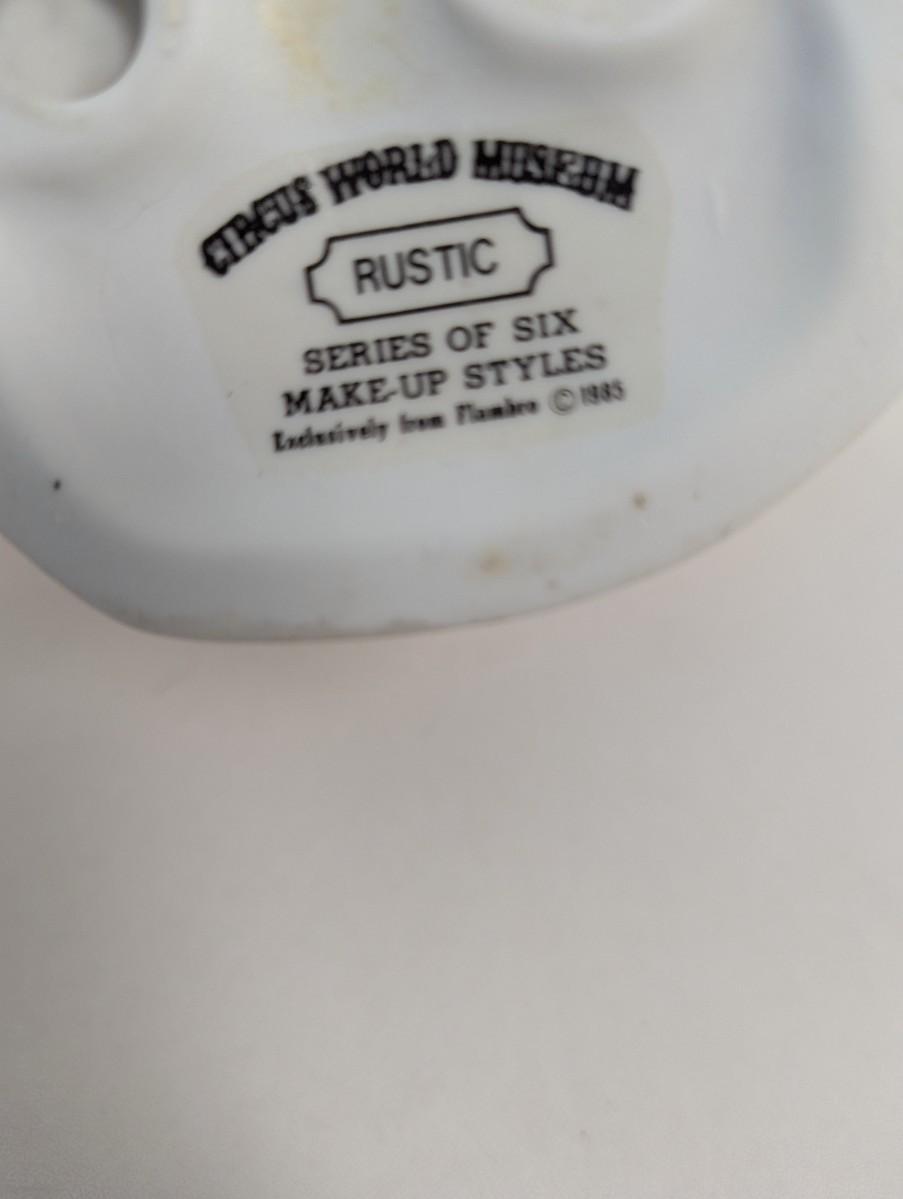 CIRCUS WORLD MUSEUM
RUSTIC
SERIES OF SIX
MAKE-UP STYLES
Exclusively from Flambro © 1985